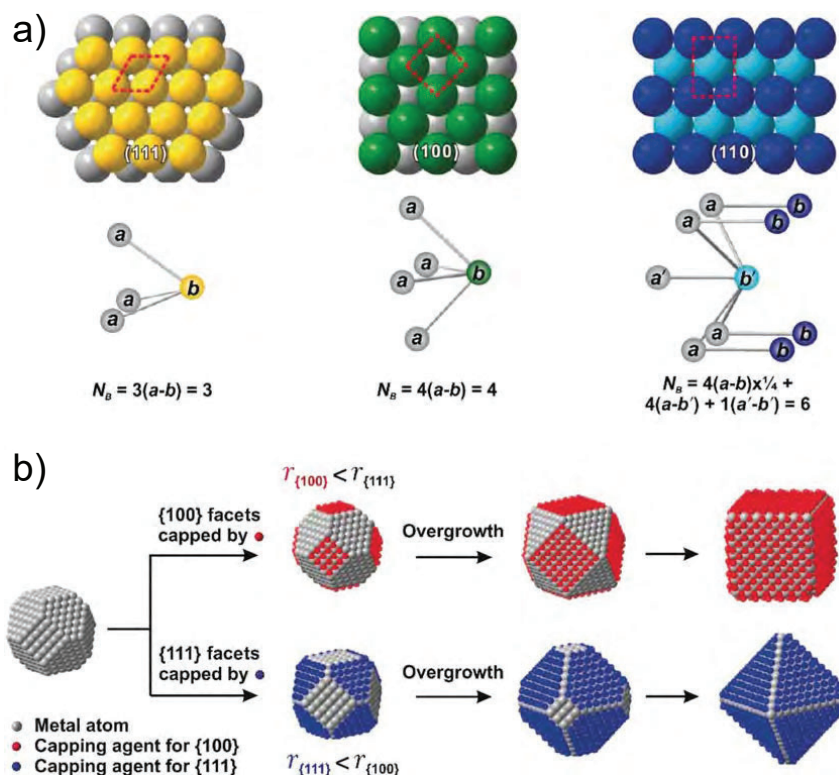 a)
(111)
(100)
(110)
a
a
a
b
a
a
a
a
b
a
b
a
b
a'
b'
a
b
a
b
N_B = 3(a-b) = 3
N_B = 4(a-b) = 4
N_B = 4(a-b)x¼ +
4(a-b') + 1(a'-b') = 6
b)
r{100} < r{111}
{100} facets
capped by
Overgrowth
{111} facets
capped by
Overgrowth
Metal atom
Capping agent for {100}
Capping agent for {111}
r{111} < r{100}